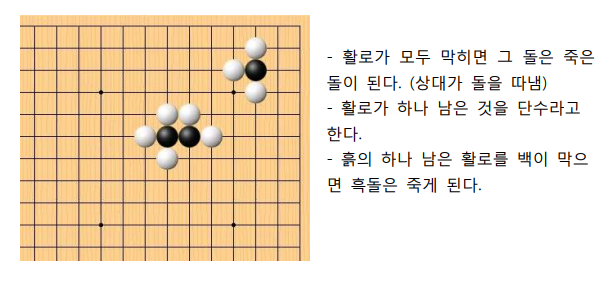 - 활로가 모두 막히면 그 돌은 죽은
돌이 된다. (상대가 돌을 따냄)
- 활로가 하나 남은 것을 단수라고
한다.
- 흙의 하나 남은 활로를 백이 막으
면 흑돌은 죽게 된다.